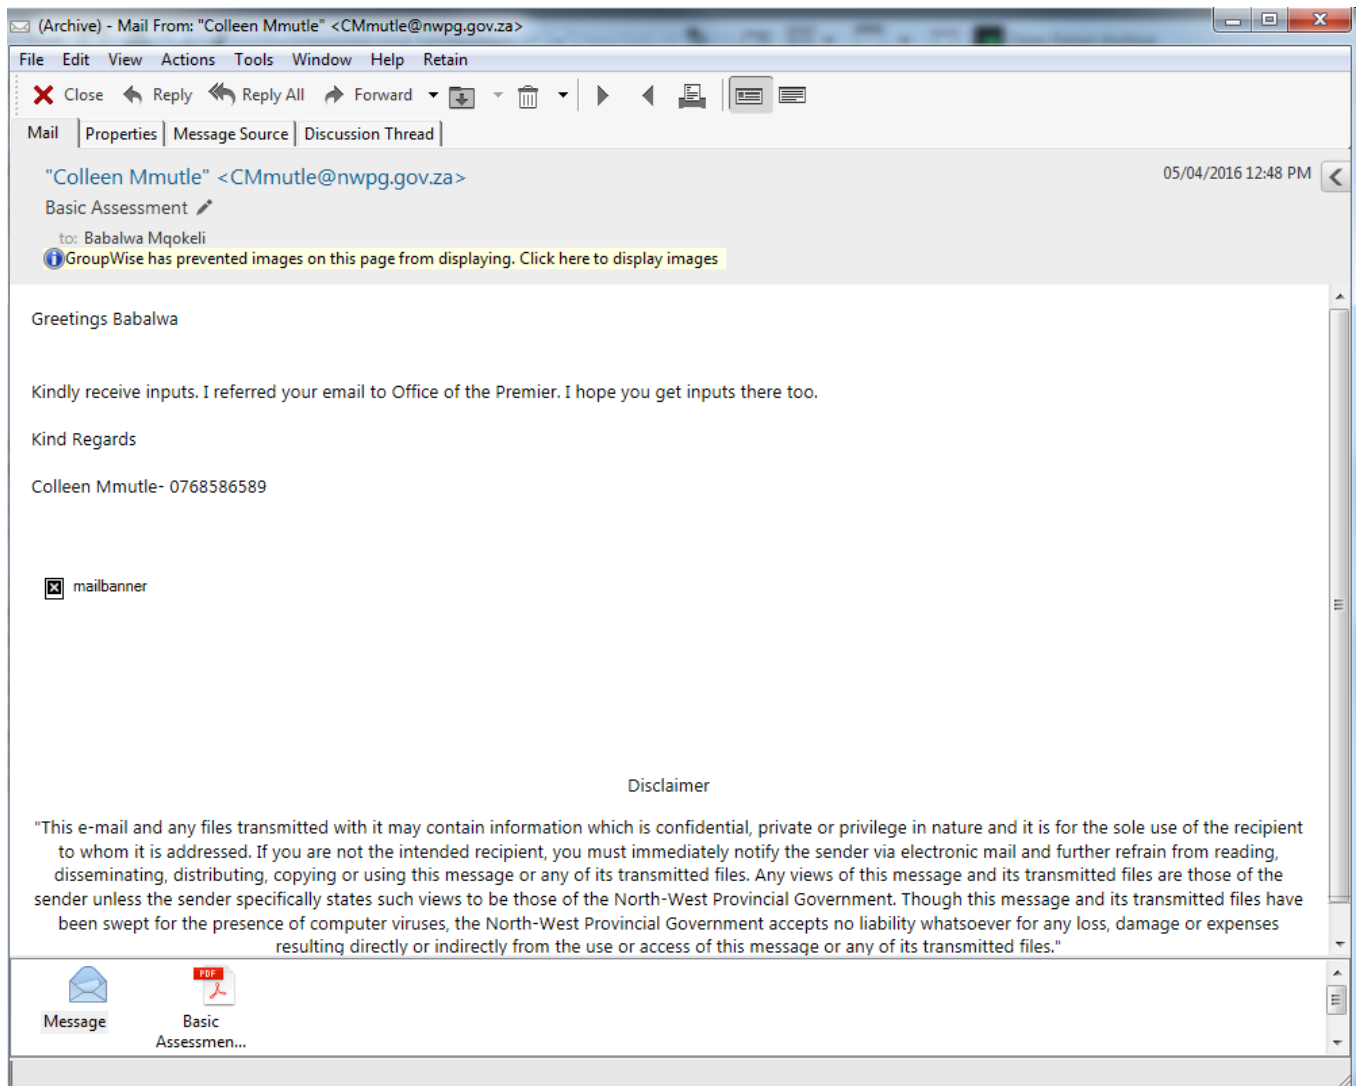 (Archive) - Mail From: "Colleen Mmutle" <CMmutle@nwpg.gov.za>
File Edit View Actions Tools Window Help Retain
Close Reply Reply All Forward
Mail Properties Message Source Discussion Thread
"Colleen Mmutle" <CMmutle@nwpg.gov.za> 05/04/2016 12:48 PM
Basic Assessment
to: Babalwa Mqokeli
GroupWise has prevented images on this page from displaying. Click here to display images
Greetings Babalwa
Kindly receive inputs. I referred your email to Office of the Premier. I hope you get inputs there too.
Kind Regards
Colleen Mmutle- 0768586589
mailbanner
Disclaimer
"This e-mail and any files transmitted with it may contain information which is confidential, private or privilege in nature and it is for the sole use of the recipient
to whom it is addressed. If you are not the intended recipient, you must immediately notify the sender via electronic mail and further refrain from reading,
disseminating, distributing, copying or using this message or any of its transmitted files. Any views of this message and its transmitted files are those of the
sender unless the sender specifically states such views to be those of the North-West Provincial Government. Though this message and its transmitted files have
been swept for the presence of computer viruses, the North-West Provincial Government accepts no liability whatsoever for any loss, damage or expenses
resulting directly or indirectly from the use or access of this message or any of its transmitted files."
PDF
Message Basic
Assessmen...